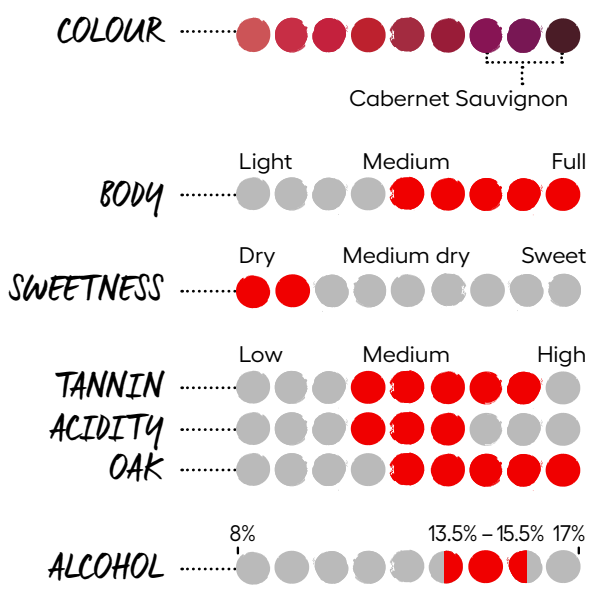 COLOUR
Cabernet Sauvignon
Light Medium Full
BODY
Dry Medium dry Sweet
SWEETNESS
Low Medium High
TANNIN
ACIDITY
OAK
8% 13.5% – 15.5% 17%
ALCOHOL